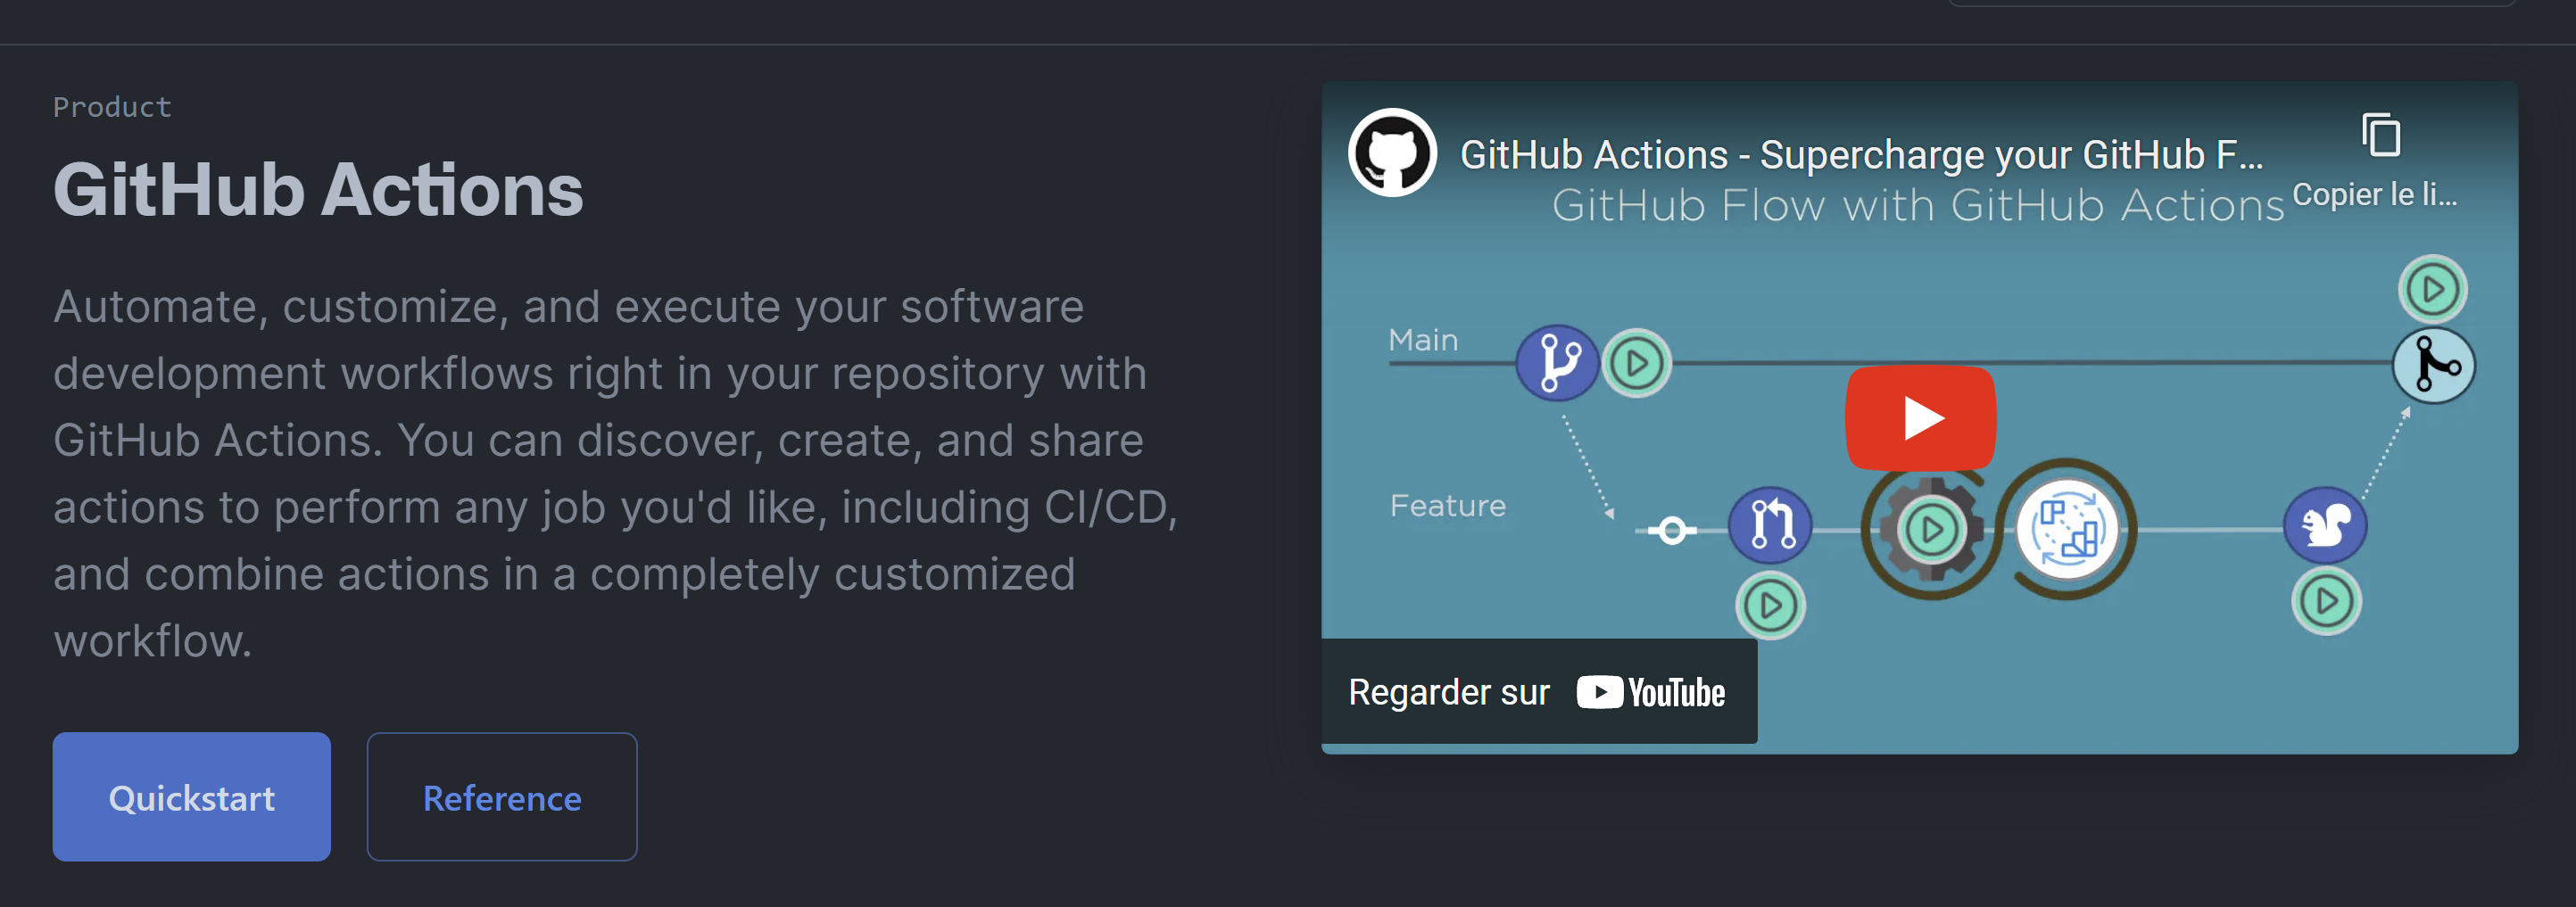 Product
GitHub Actions
Automate, customize, and execute your software
development workflows right in your repository with
GitHub Actions. You can discover, create, and share
actions to perform any job you'd like, including CI/CD,
and combine actions in a completely customized
workflow.
Quickstart
Reference
GitHub Actions - Supercharge your GitHub F...
Copier le li...
GitHub Flow with GitHub Actions
Main
Feature
Regarder sur YouTube